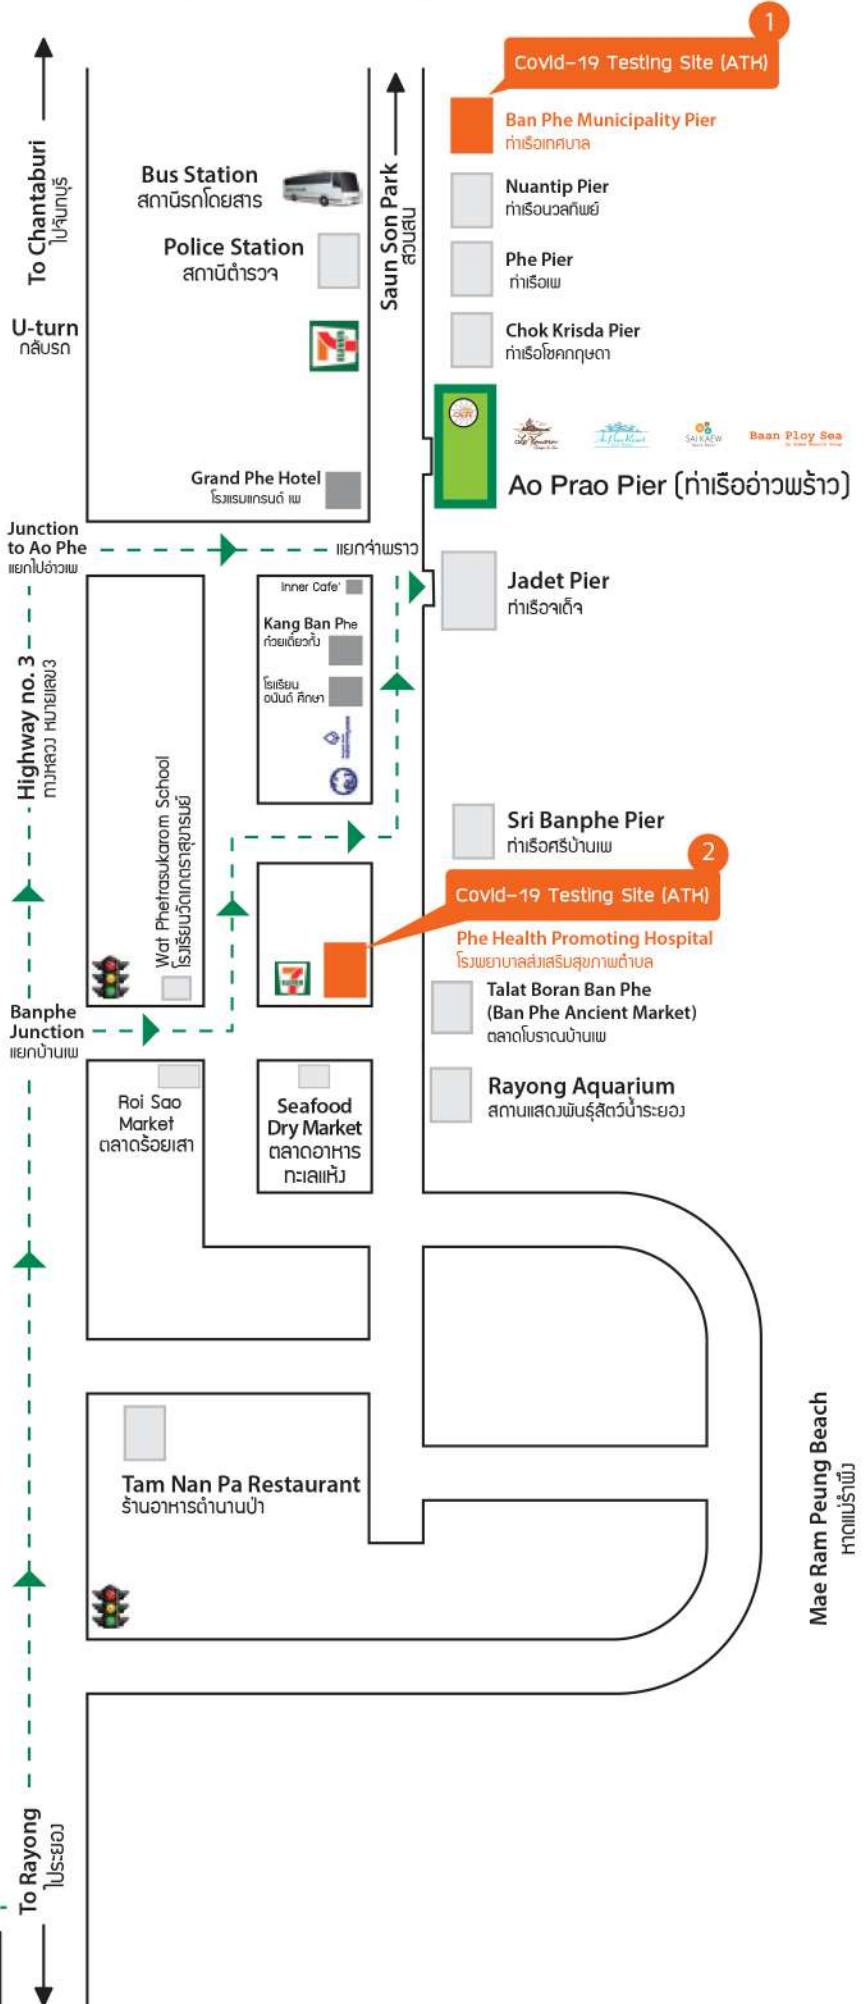 1
Covid-19 Testing Site (ATK)
Ban Phe Municipality Pier
ท่าเรือเทศบาล
To Chantaburi
ไปจันทบุรี
Bus Station
สถานีรถโดยสาร
Saun Son Park
สวนสน
Nuantip Pier
ท่าเรือนวลทิพย์
Police Station
สถานีตำรวจ
Phe Pier
ท่าเรือเพ
U-turn
กลับรถ
7
ELEVEN
Chok Krisda Pier
ท่าเรือโชคกฤษดา
SAI KAEW
Baan Ploy Sea
Ao Prao Pier (ท่าเรืออ่าวพร้าว)
Grand Phe Hotel
โรงแรมแกรนด์ เพ
Junction
to Ao Phe
แยกไปอ่าวเพ
แยกจ่าพราว
Inner Cafe'
Kang Ban Phe
ก๋วยเตี๋ยวกั้ง
โรงเรียน
อนันต์ ศึกษา
Jadet Pier
ท่าเรือเจเด็จ
Highway no. 3
ทางหลวง หมายเลข3
Wat Phetrasukarom School
โรงเรียนวัดเภตราสุขารมย์
Sri Banphe Pier
ท่าเรือศรีบ้านเพ
2
Covid-19 Testing Site (ATK)
Phe Health Promoting Hospital
โรงพยาบาลส่งเสริมสุขภาพตำบล
7
ELEVEN
Talat Boran Ban Phe
(Ban Phe Ancient Market)
ตลาดโบราณบ้านเพ
Banphe
Junction
แยกบ้านเพ
Roi Sao
Market
ตลาดร้อยเสา
Seafood
Dry Market
ตลาดอาหาร
ทะเลแห้ง
Rayong Aquarium
สถานแสดงพันธุ์สัตว์น้ำระยอง
Tam Nan Pa Restaurant
ร้านอาหารตำนานป่า
Mae Ram Peung Beach
หาดแม่รำพึง
To Rayong
ไประยอง